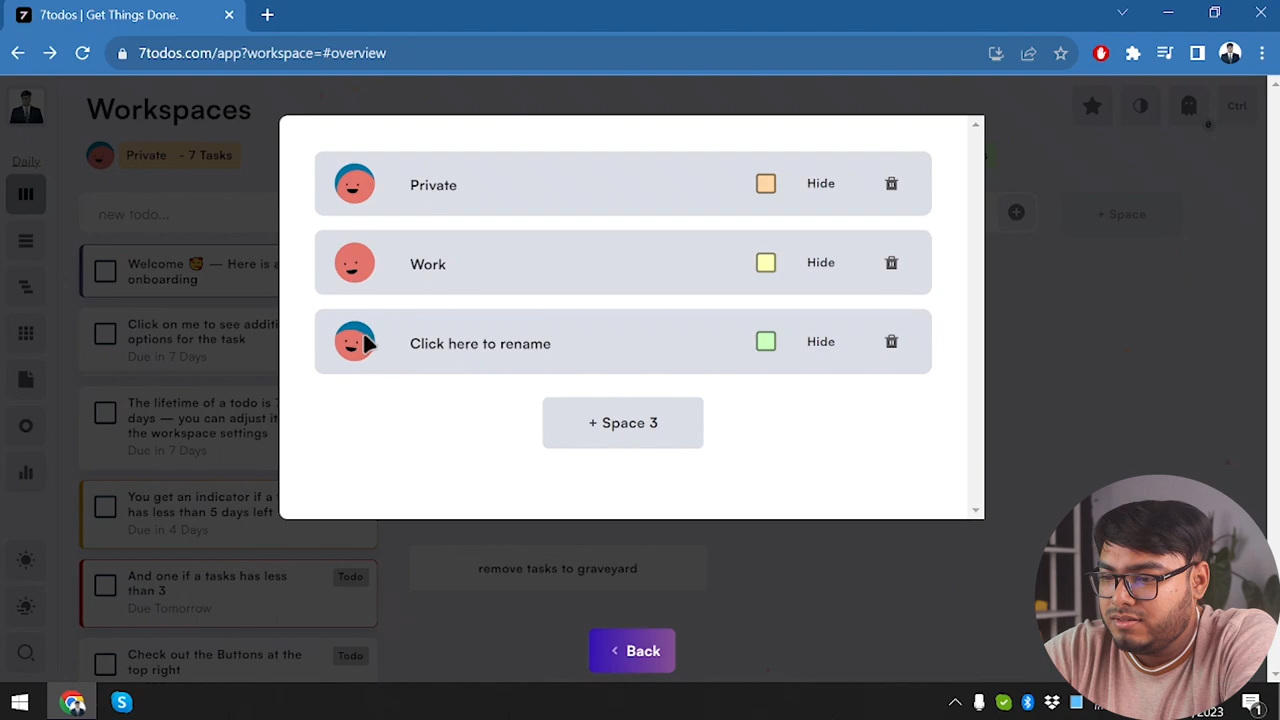 7todos | Get Things Done.
7todos.com/app?workspace=#overview
Workspaces
Ctrl
Private - 7 Tasks
0
Daily
new todo...
+ Space
Welcome 🥰 — Here is a
onboarding
Click on me to see additi
options for the task
Due in 7 Days
The lifetime of a todo is 7
days — you can adjust it
the workspace settings
Due in 7 Days
You get an indicator if a
has less than 5 days left
Due in 4 Days
And one if a tasks has less
than 3
Todo
Due Tomorrow
Check out the Buttons at the
top right
Todo
Private
Hide
Work
Hide
Click here to rename
Hide
+ Space 3
remove tasks to graveyard
< Back
2023
1